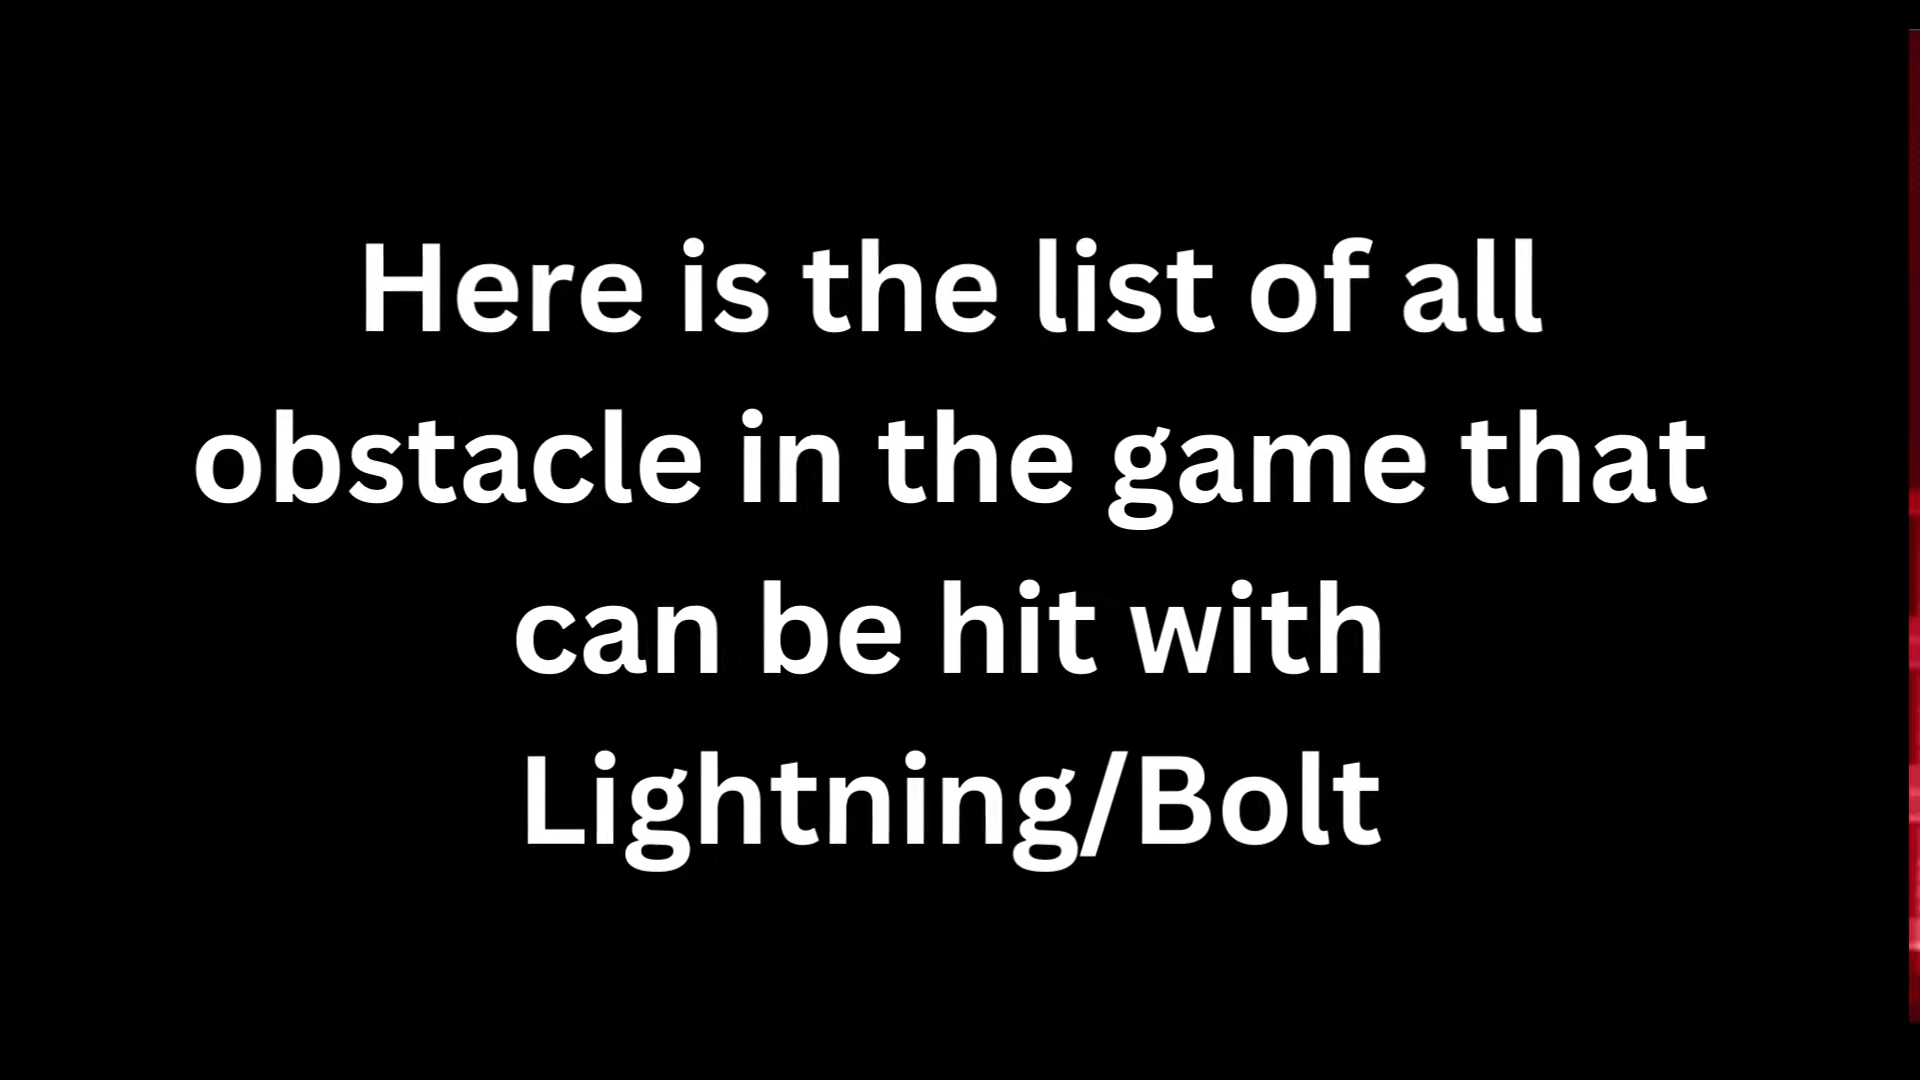 Here is the list of all
obstacle in the game that
can be hit with
Lightning/Bolt